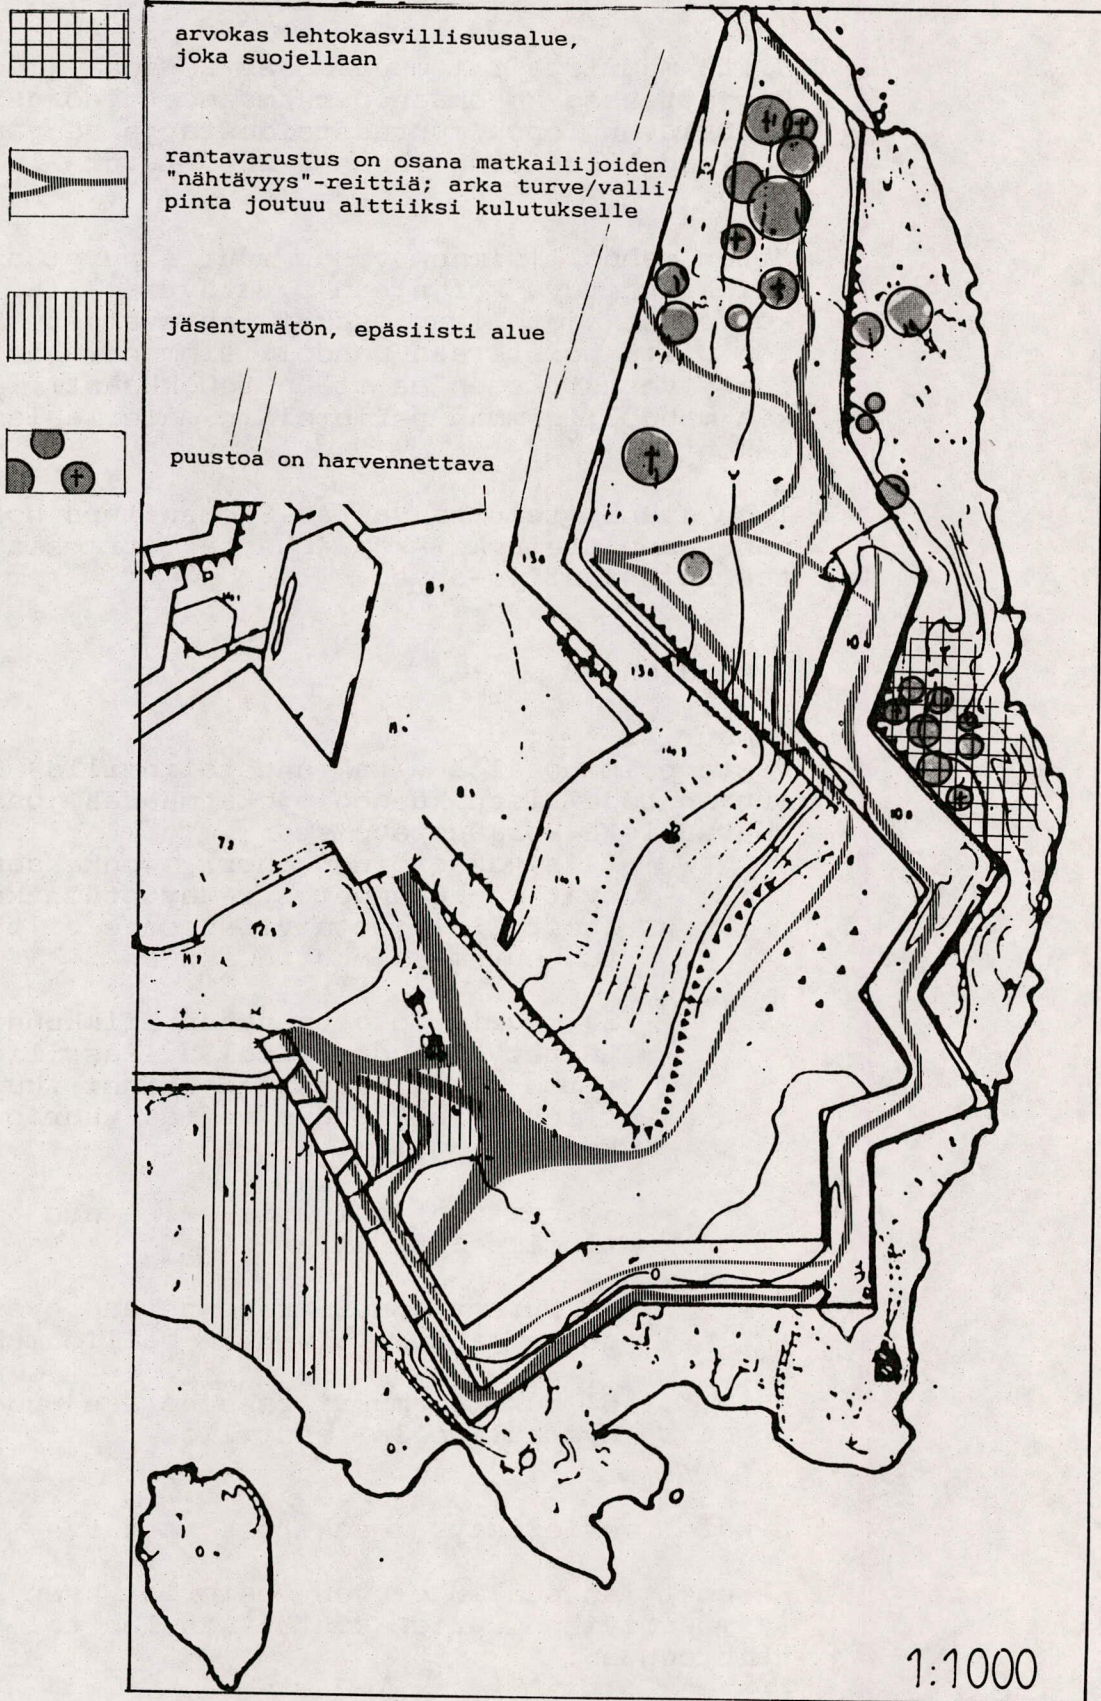 arvokas lehtokasvillisuusalue,
joka suojellaan
rantavarustus on osana matkailijoiden
"nähtävyys"-reittiä; arka turve/valli-
pinta joutuu alttiiksi kulutukselle
jäsentymätön, epäsiisti alue
puustoa on harvennettava
1:1000